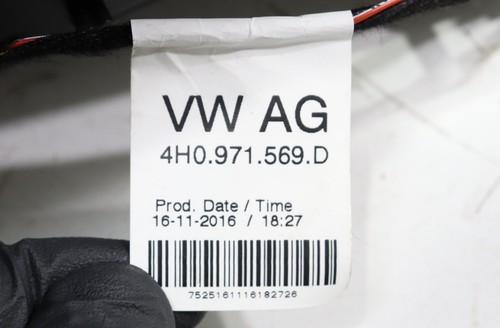 VW AG
4H0.971.569.D
Prod. Date / Time
16-11-2016 / 18:27
7525161116182726